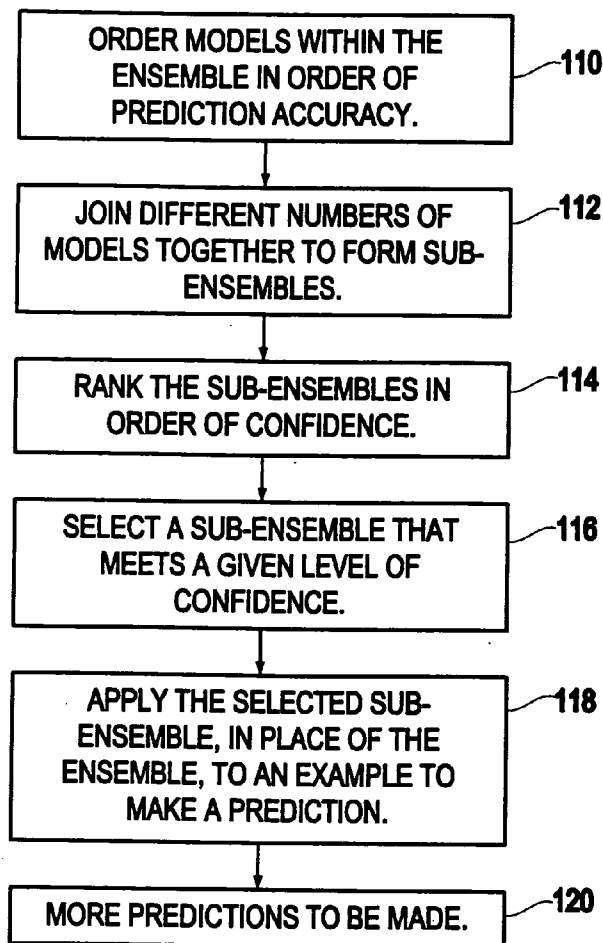 ORDER MODELS WITHIN THE
ENSEMBLE IN ORDER OF
PREDICTION ACCURACY.
110
JOIN DIFFERENT NUMBERS OF
MODELS TOGETHER TO FORM SUB-
ENSEMBLES.
112
RANK THE SUB-ENSEMBLES IN
ORDER OF CONFIDENCE.
114
SELECT A SUB-ENSEMBLE THAT
MEETS A GIVEN LEVEL OF
CONFIDENCE.
116
APPLY THE SELECTED SUB-
ENSEMBLE, IN PLACE OF THE
ENSEMBLE, TO AN EXAMPLE TO
MAKE A PREDICTION.
118
MORE PREDICTIONS TO BE MADE.
120